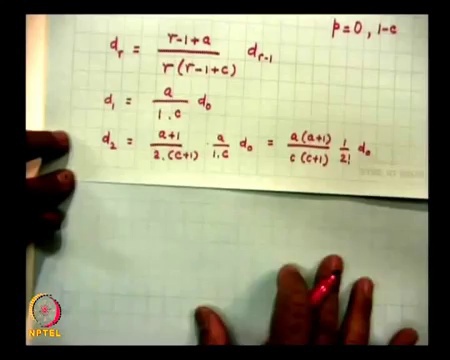 p=0, 1-c
d_r = \frac{r-1+a}{r(r-1+c)} d_{r-1}
d_1 = \frac{a}{1.c} d_0
d_2 = \frac{a+1}{2.(c+1)} \cdot \frac{a}{1.c} d_0 = \frac{a(a+1)}{c(c+1)} \frac{1}{2!} d_0
NPTEL